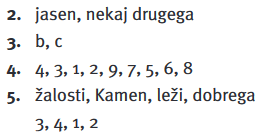 2. jasen, nekaj drugega
3. b, c
4. 4, 3, 1, 2, 9, 7, 5, 6, 8
5. žalosti, Kamen, leži, dobrega
3, 4, 1, 2